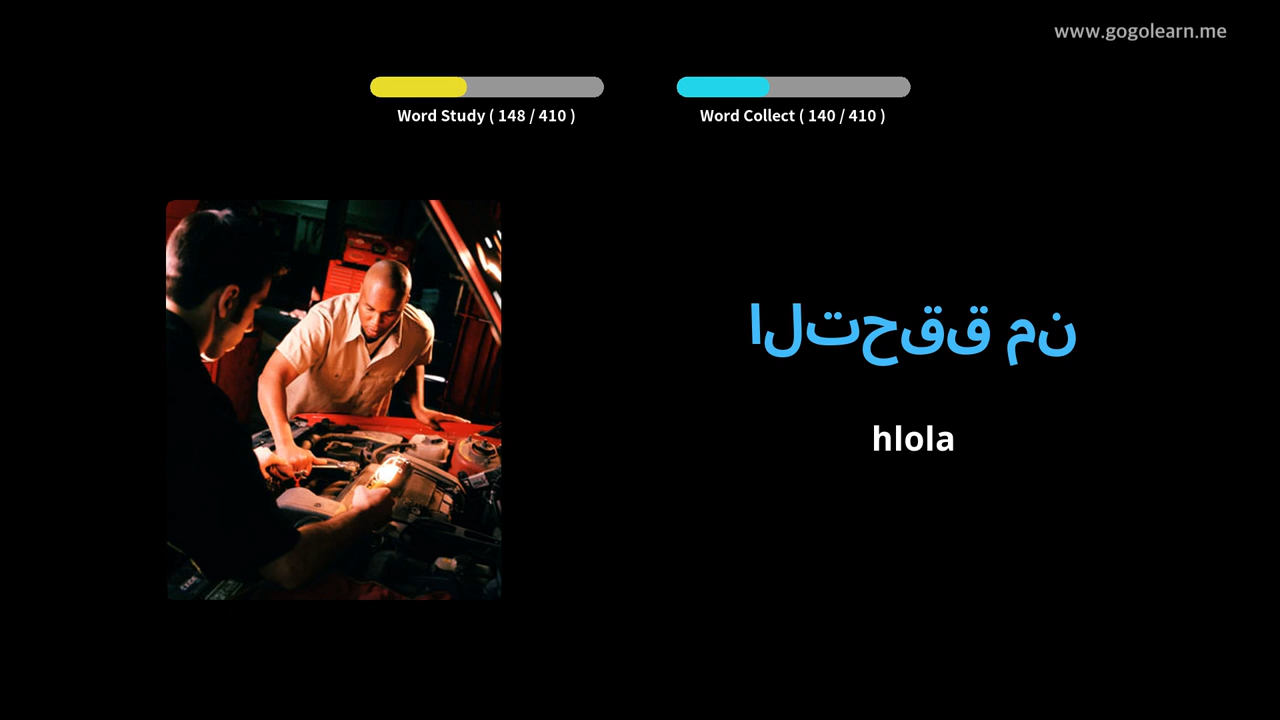 www.gogolearn.me
Word Study ( 148 / 410 )
Word Collect ( 140 / 410 )
التحقق من
hlola